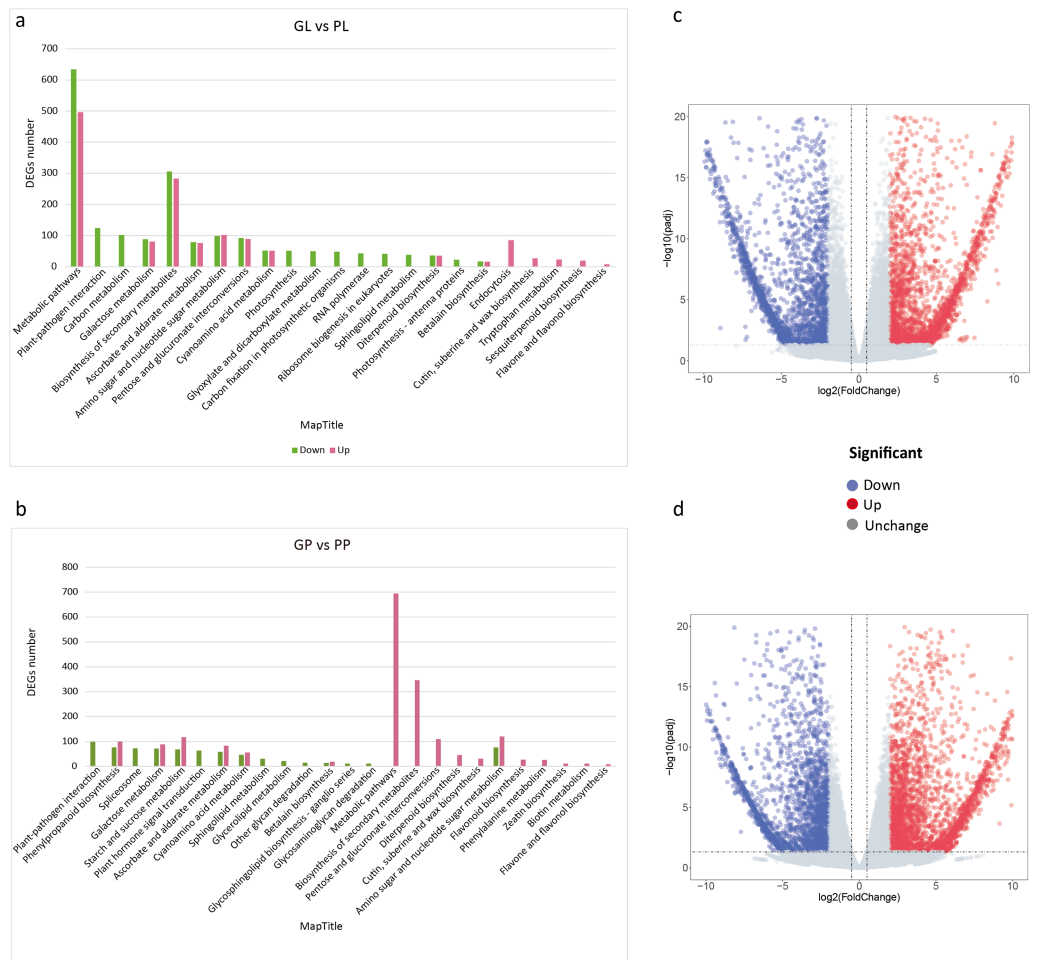 a
GL vs PL
700
600
500
400
300
200
100
0
DEGs number
Metabolic pathways
Plant-pathogen interaction
Carbon metabolism
Galactose metabolism
Biosynthesis of secondary metabolites
Ascorbate and aldarate metabolism
Amino sugar and nucleotide sugar metabolism
Pentose and glucuronate interconversions
Cyanoamino acid metabolism
Photosynthesis
Glyoxylate and dicarboxylate metabolism
Carbon fixation in photosynthetic organisms
RNA polymerase
Ribosome biogenesis in eukaryotes
Sphingolipid metabolism
Diterpenoid biosynthesis
Photosynthesis - antenna proteins
Betalain biosynthesis
Endocytosis
Cutin, suberine and wax biosynthesis
Tryptophan metabolism
Sesquiterpenoid biosynthesis
Flavone and flavonol biosynthesis
MapTitle
Down Up
c
20
15
10
5
0
−log10(padj)
−10 −5 0 5 10
log2(FoldChange)
Significant
Down
Up
Unchange
b
GP vs PP
800
700
600
500
400
300
200
100
0
DEGs number
Plant-pathogen interaction
Phenylpropanoid biosynthesis
Spliceosome
Galactose metabolism
Starch and sucrose metabolism
Plant hormone signal transduction
Ascorbate and aldarate metabolism
Cyanoamino acid metabolism
Sphingolipid metabolism
Glycerolipid metabolism
Other glycan degradation
Betalain biosynthesis
Glycosphingolipid biosynthesis - ganglio series
Glycosaminoglycan degradation
Metabolic pathways
Biosynthesis of secondary metabolites
Pentose and glucuronate interconversions
Diterpenoid biosynthesis
Cutin, suberine and wax biosynthesis
Amino sugar and nucleotide sugar metabolism
Flavonoid biosynthesis
Phenylalanine metabolism
Zeatin biosynthesis
Biotin metabolism
Flavone and flavonol biosynthesis
MapTitle
d
20
15
10
5
0
−log10(padj)
−10 −5 0 5 10
log2(FoldChange)